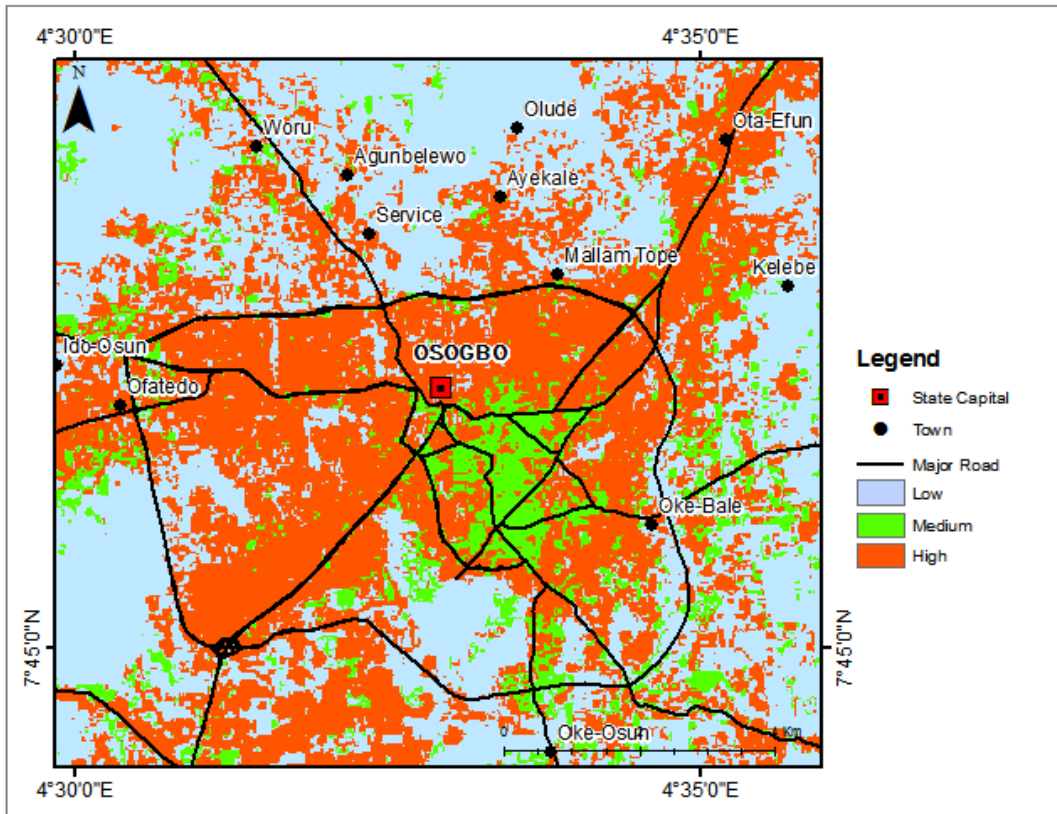 4°30'0"E
4°35'0"E
N
Woru
Olude
Ota-Efun
Agunbelewo
Ayekale
Service
Mallam Tope
Kelebe
Ido-Osun
OSOGBO
Ofatedo
Oke-Bale
7°45'0"N
7°45'0"N
Oke-Osun
0
Km
4°30'0"E
4°35'0"E
Legend
State Capital
Town
Major Road
Low
Medium
High